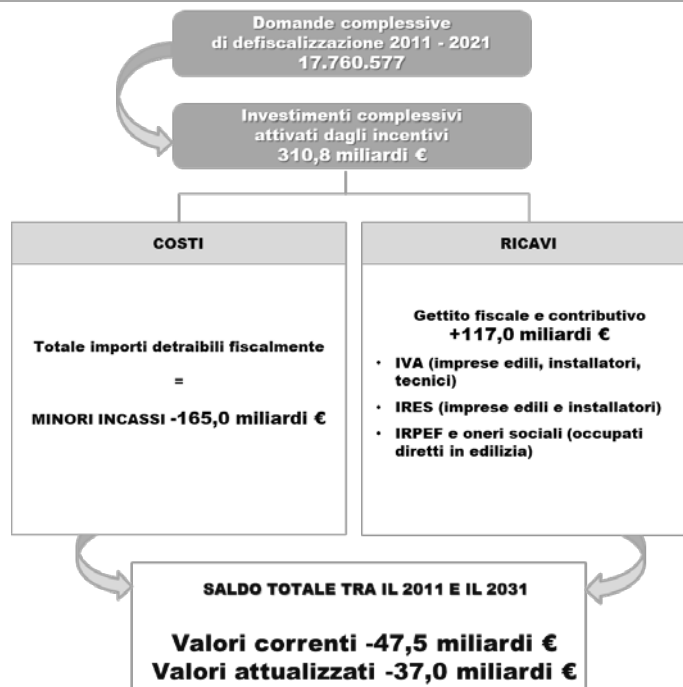 Domande complessive
di defiscalizzazione 2011 - 2021
17.760.577
Investimenti complessivi
attivati dagli incentivi
310,8 miliardi €
COSTI
Totale importi detraibili fiscalmente
=
MINORI INCASSI -165,0 miliardi €
RICAVI
Gettito fiscale e contributivo
+117,0 miliardi €
• IVA (imprese edili, installatori,
tecnici)
• IRES (imprese edili e installatori)
• IRPEF e oneri sociali (occupati
diretti in edilizia)
SALDO TOTALE TRA IL 2011 E IL 2031
Valori correnti -47,5 miliardi €
Valori attualizzati -37,0 miliardi €